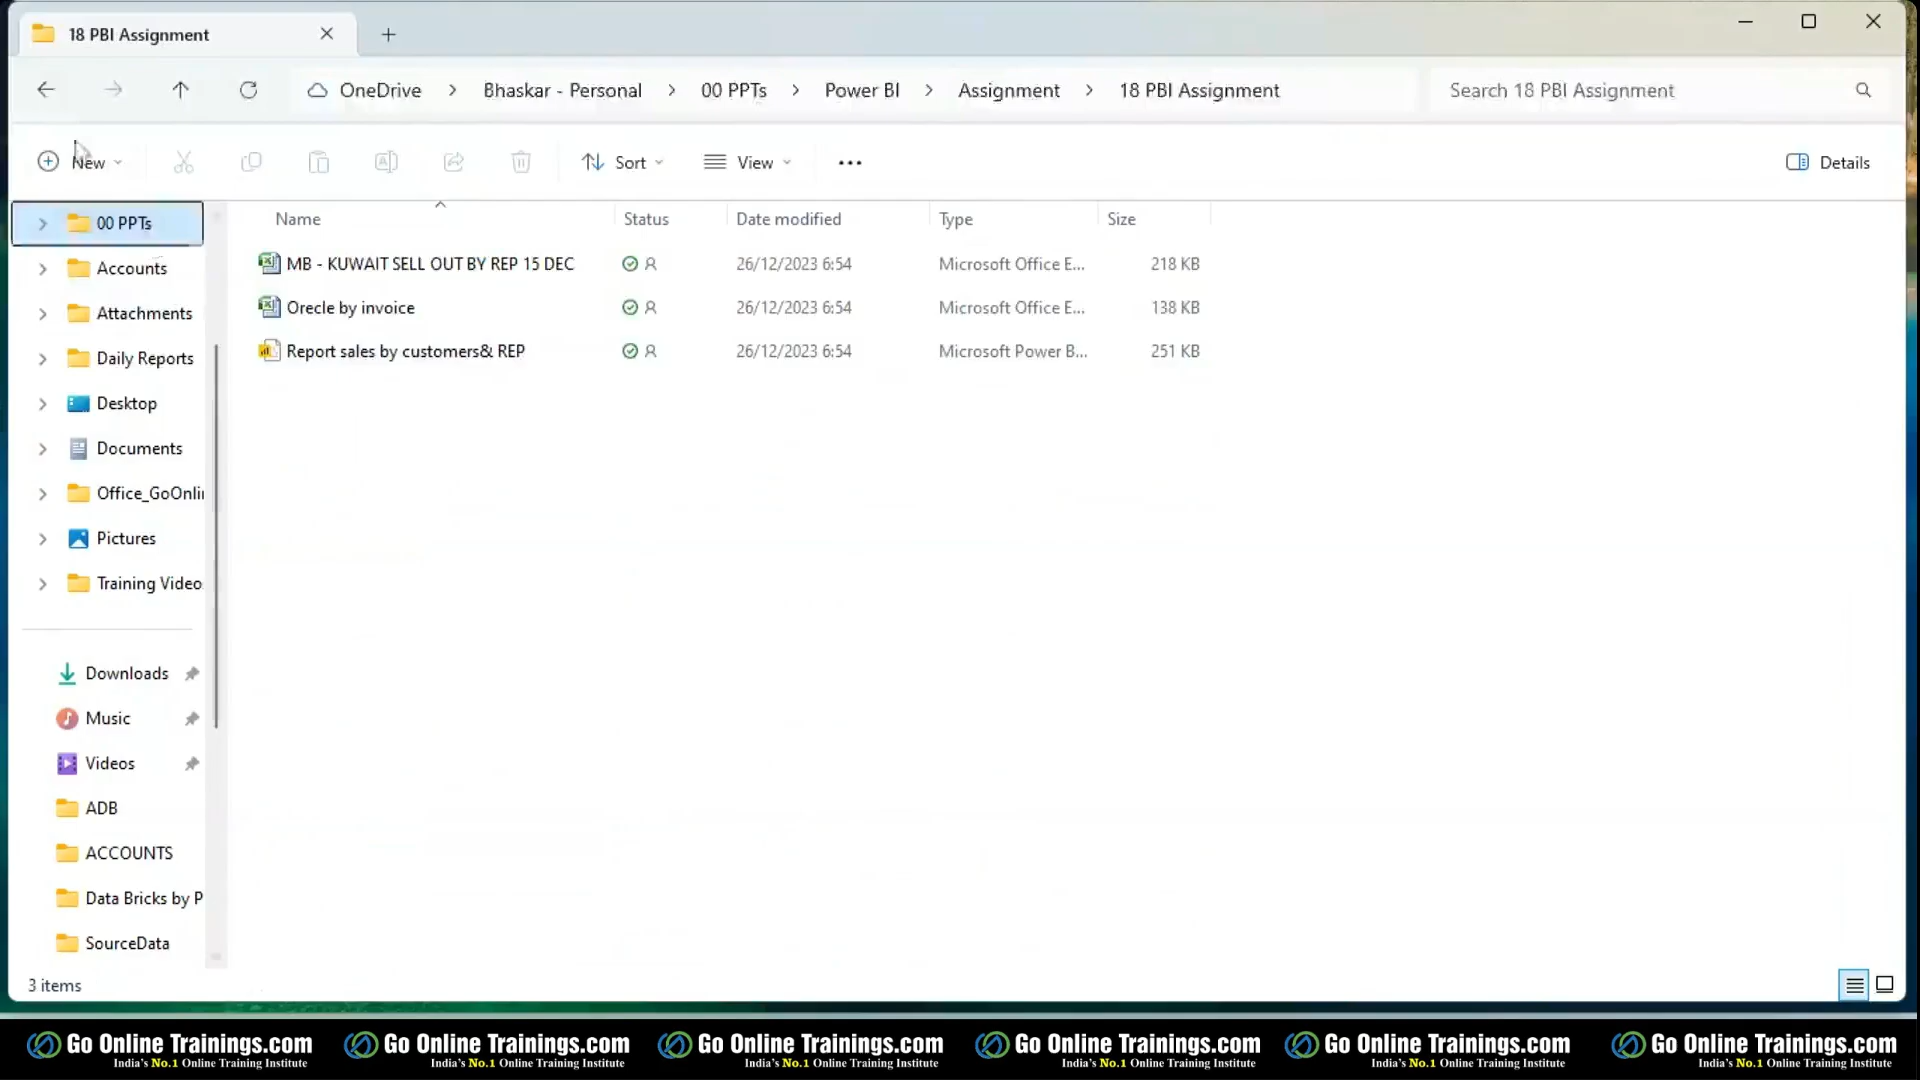 18 PBI Assignment
OneDrive > Bhaskar - Personal > 00 PPTs > Power BI > Assignment > 18 PBI Assignment
Search 18 PBI Assignment
New
Sort
View
Details
00 PPTs
Accounts
Attachments
Daily Reports
Desktop
Documents
Office_GoOnli
Pictures
Training Video
Downloads
Music
Videos
ADB
ACCOUNTS
Data Bricks by P
SourceData
Name Status Date modified Type Size
MB - KUWAIT SELL OUT BY REP 15 DEC 26/12/2023 6:54 Microsoft Office E... 218 KB
Orecle by invoice 26/12/2023 6:54 Microsoft Office E... 138 KB
Report sales by customers& REP 26/12/2023 6:54 Microsoft Power B... 251 KB
3 items
Go Online Trainings.com Go Online Trainings.com Go Online Trainings.com Go Online Trainings.com Go Online Trainings.com Go Online Trainings.com
India's No.1 Online Training Institute India's No.1 Online Training Institute India's No.1 Online Training Institute India's No.1 Online Training Institute India's No.1 Online Training Institute India's No.1 Online Training Institute